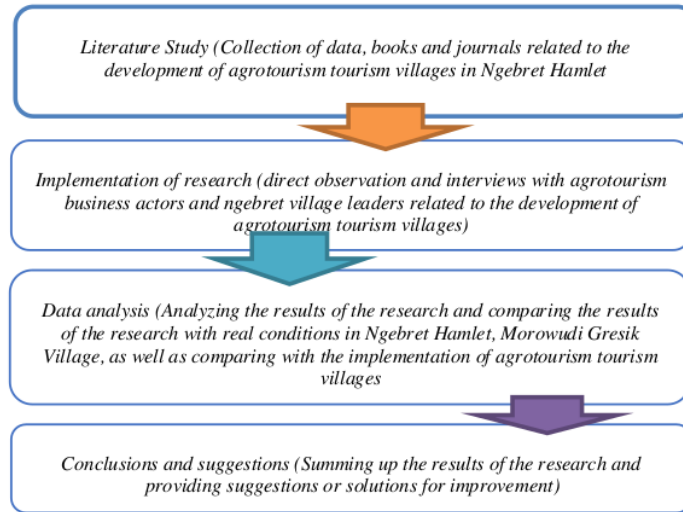 Literature Study (Collection of data, books and journals related to the
development of agrotourism tourism villages in Ngebret Hamlet
Implementation of research (direct observation and interviews with agrotourism
business actors and ngebret village leaders related to the development of
agrotourism tourism villages)
Data analysis (Analyzing the results of the research and comparing the results
of the research with real conditions in Ngebret Hamlet, Morowudi Gresik
Village, as well as comparing with the implementation of agrotourism tourism
villages
Conclusions and suggestions (Summing up the results of the research and
providing suggestions or solutions for improvement)